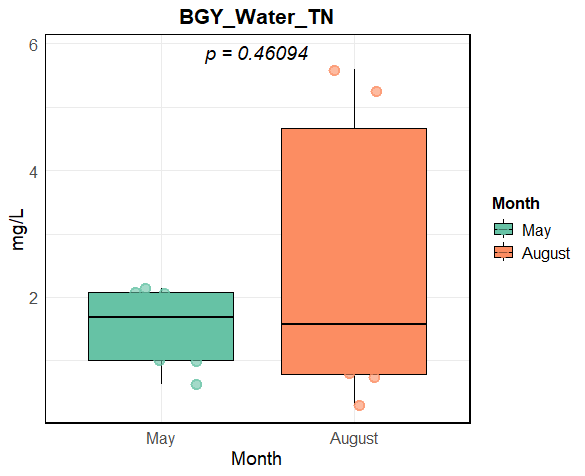 BGY_Water_TN
p = 0.46094
6
4
2
mg/L
May
August
Month
Month
May
August